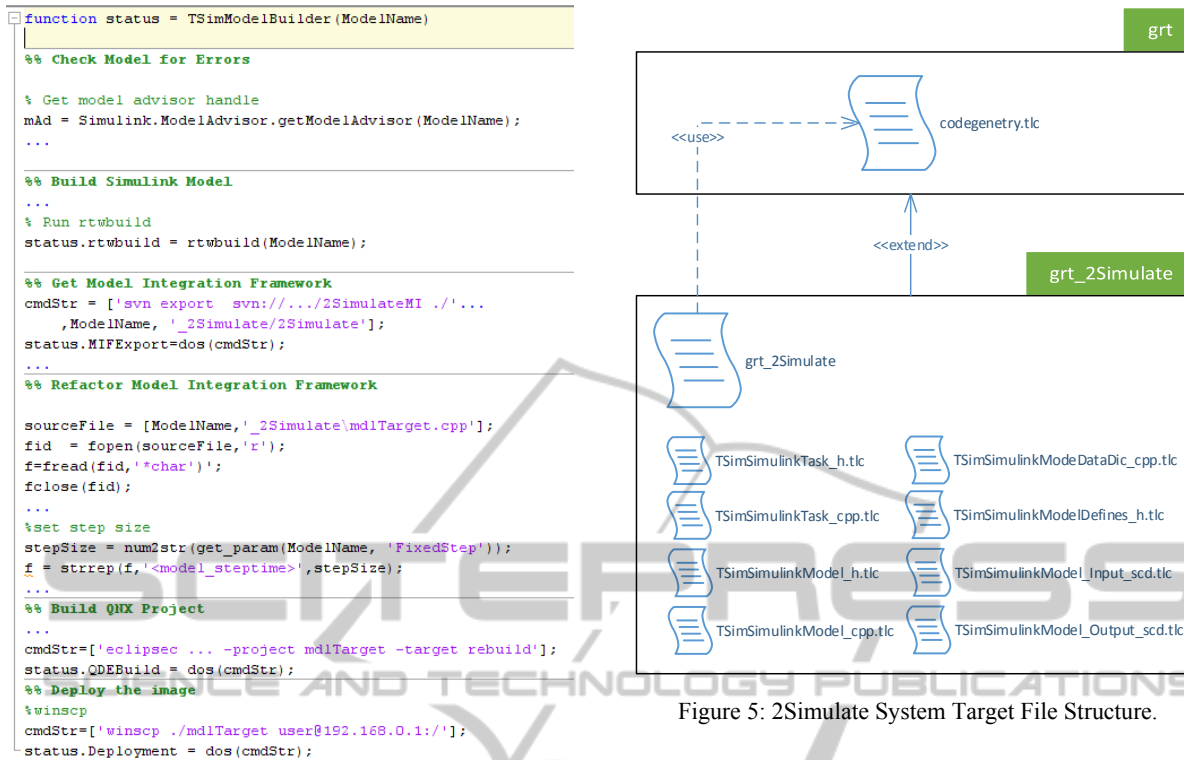 function status = TSimModelBuilder(ModelName)
%% Check Model for Errors
% Get model advisor handle
mAd = Simulink.ModelAdvisor.getModelAdvisor(ModelName);
...
%% Build Simulink Model
...
% Run rtwbuild
status.rtwbuild = rtwbuild(ModelName);
%% Get Model Integration Framework
cmdStr = ['svn export  svn://.../2SimulateMI ./'...
,ModelName, '_2Simulate/2Simulate'];
status.MIFExport=dos(cmdStr);
...
%% Refactor Model Integration Framework
sourceFile = [ModelName,'_2Simulate\mdlTarget.cpp'];
fid  = fopen(sourceFile,'r');
f=fread(fid,'*char')';
fclose(fid);
...
%set step size
stepSize = num2str(get_param(ModelName, 'FixedStep'));
f = strrep(f,'<model_steptime>',stepSize);
...
%% Build QNX Project
...
cmdStr=['eclipsec ... -project mdlTarget -target rebuild'];
status.QDEBuild = dos(cmdStr);
%% Deploy the image
%winscp
cmdStr=['winscp ./mdlTarget user@192.168.0.1:/'];
status.Deployment = dos(cmdStr);
grt
codegenetry.tlc
<<use>>
<<extend>>
grt_2Simulate
grt_2Simulate
TSimSimulinkTask_h.tlc
TSimSimulinkModeDataDic_cpp.tlc
TSimSimulinkTask_cpp.tlc
TSimSimulinkModelDefines_h.tlc
TSimSimulinkModel_h.tlc
TSimSimulinkModel_Input_scd.tlc
TSimSimulinkModel_cpp.tlc
TSimSimulinkModel_Output_scd.tlc
Figure 5: 2Simulate System Target File Structure.
SCITEPRESS
SCIENCE AND TECHNOLOGY PUBLICATIONS